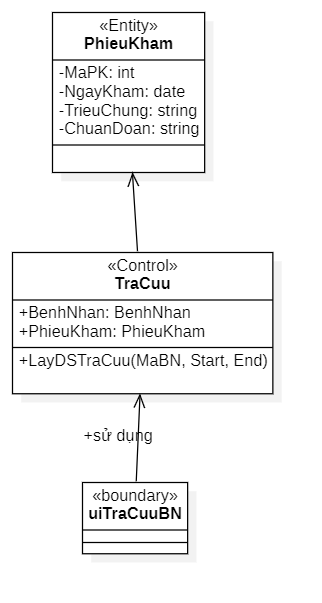 «Entity»
PhieuKham
-MaPK: int
-NgayKham: date
-TrieuChung: string
-ChuanDoan: string
«Control»
TraCuu
+BenhNhan: BenhNhan
+PhieuKham: PhieuKham
+LayDSTraCuu(MaBN, Start, End)
+sử dụng
«boundary»
uiTraCuuBN